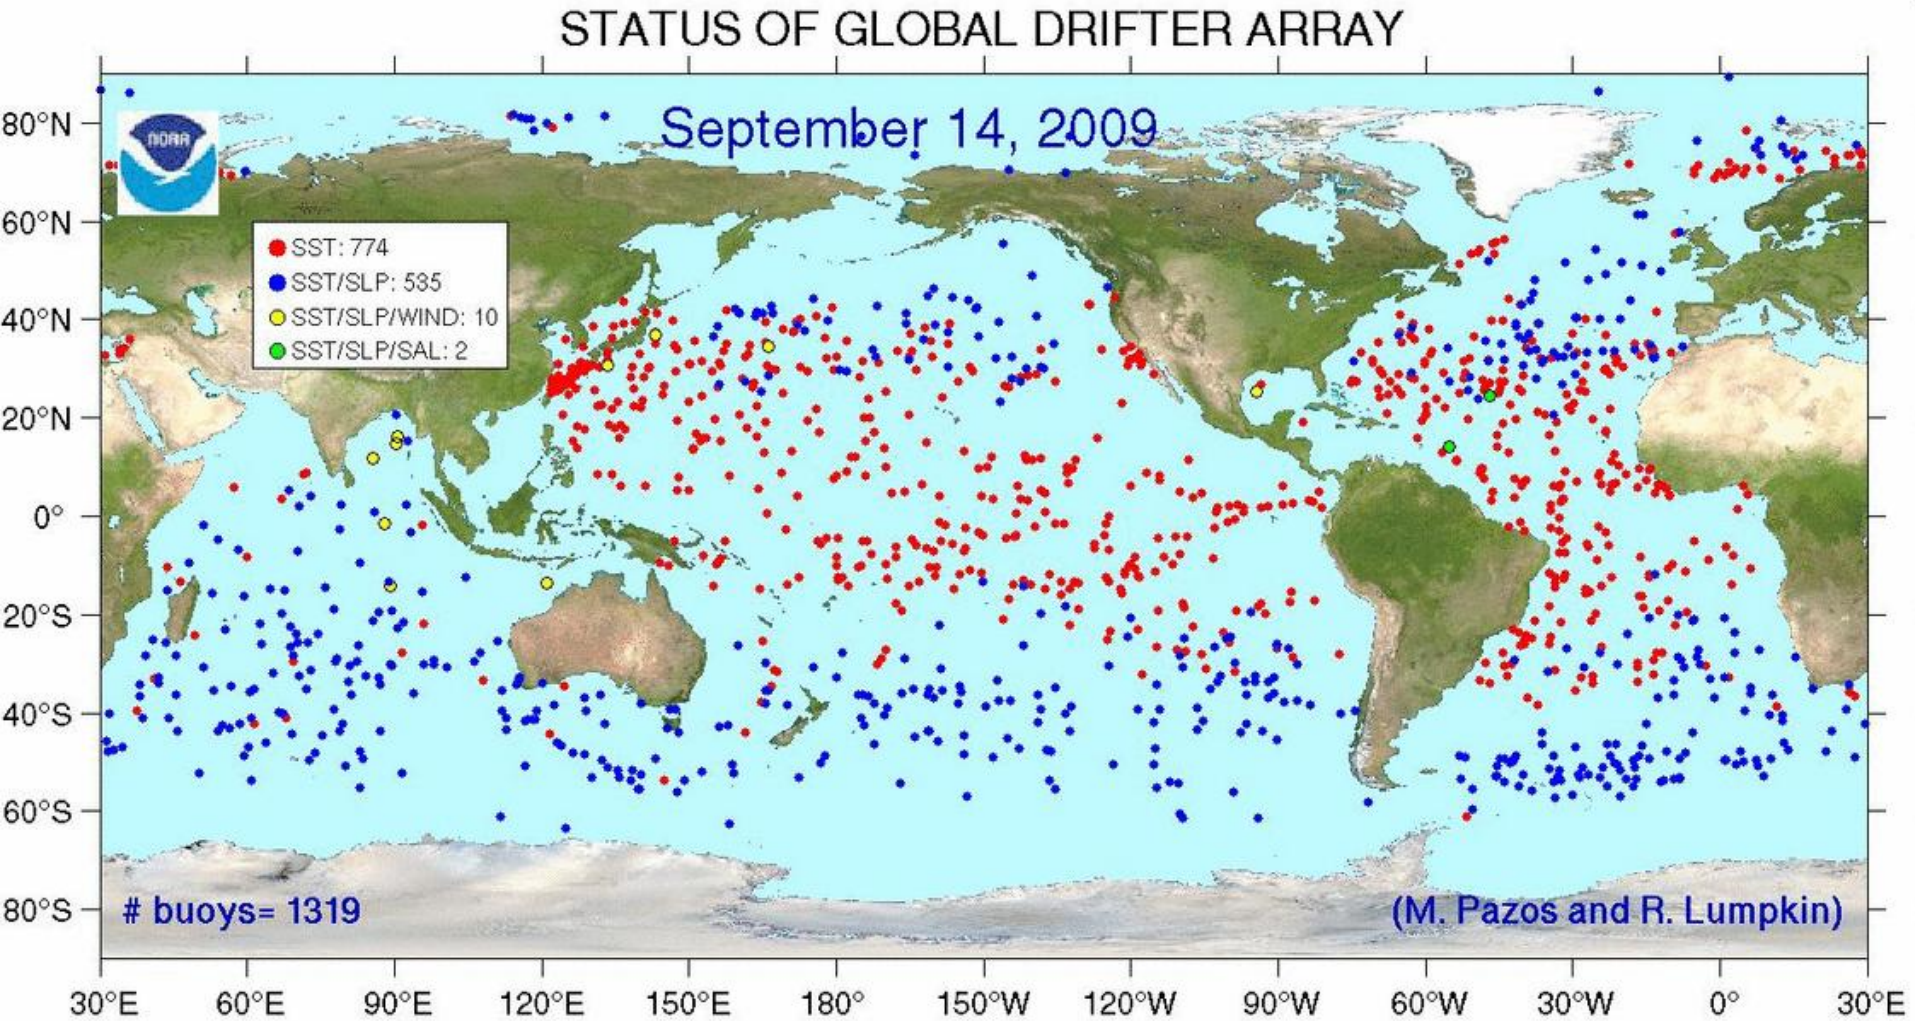 STATUS OF GLOBAL DRIFTER ARRAY
September 14, 2009
NOAA
SST: 774
SST/SLP: 535
SST/SLP/WIND: 10
SST/SLP/SAL: 2
80°N
60°N
40°N
20°N
0°
20°S
40°S
60°S
80°S
# buoys= 1319
(M. Pazos and R. Lumpkin)
30°E 60°E 90°E 120°E 150°E 180° 150°W 120°W 90°W 60°W 30°W 0° 30°E